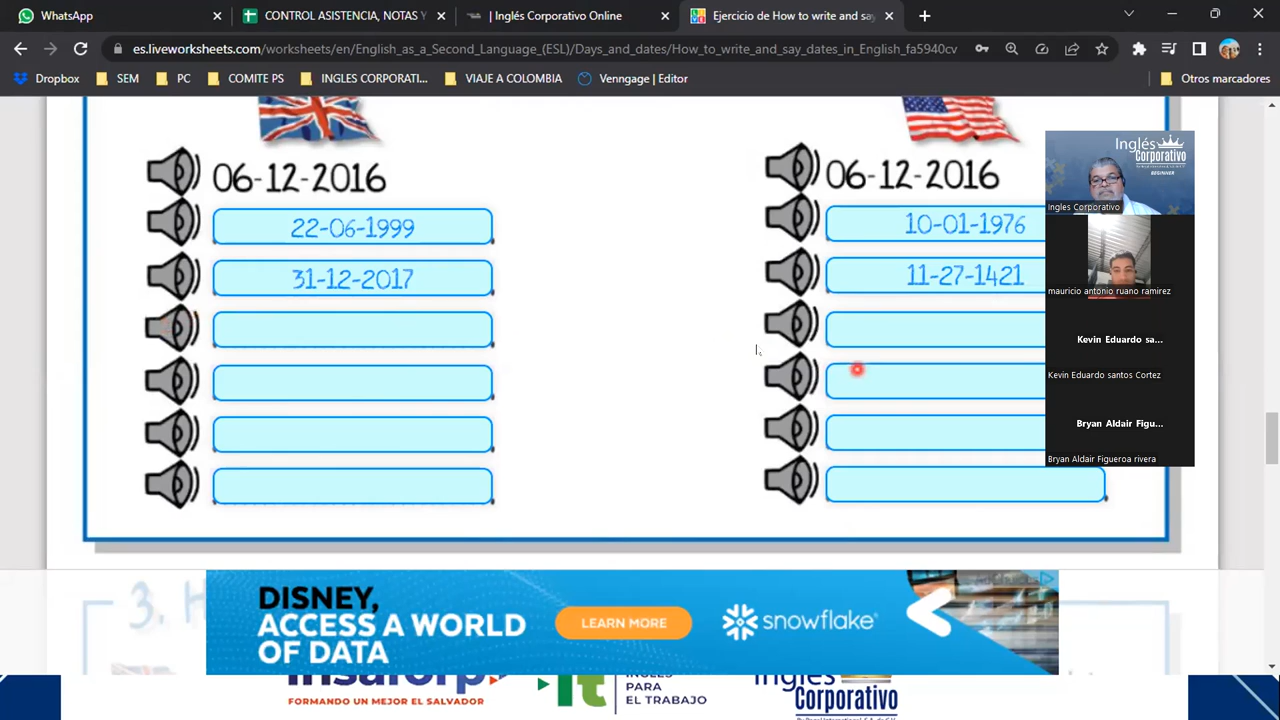 WhatsApp
CONTROL ASISTENCIA, NOTAS Y
Inglés Corporativo Online
Ejercicio de How to write and say
es.liveworksheets.com/worksheets/en/English_as_a_Second_Language_(ESL)/Days_and_dates/How_to_write_and_say_dates_in_English_fa5940cv
Dropbox
SEM
PC
COMITE PS
INGLES CORPORATI...
VIAJE A COLOMBIA
Venngage | Editor
Otros marcadores
06-12-2016
22-06-1999
31-12-2017
06-12-2016
10-01-1976
11-27-1421
Inglés
Corporativo
BEGINNER
Ingles Corporativo
mauricio antonio ruano ramirez
Kevin Eduardo sa...
Kevin Eduardo santos Cortez
Bryan Aldair Figu...
Bryan Aldair Figueroa rivera
3. H
DISNEY,
ACCESS A WORLD
OF DATA
LEARN MORE
snowflake
insaforp
FORMANDO UN MEJOR EL SALVADOR
INGLÉS
PARA
EL TRABAJO
Inglés
Corporativo